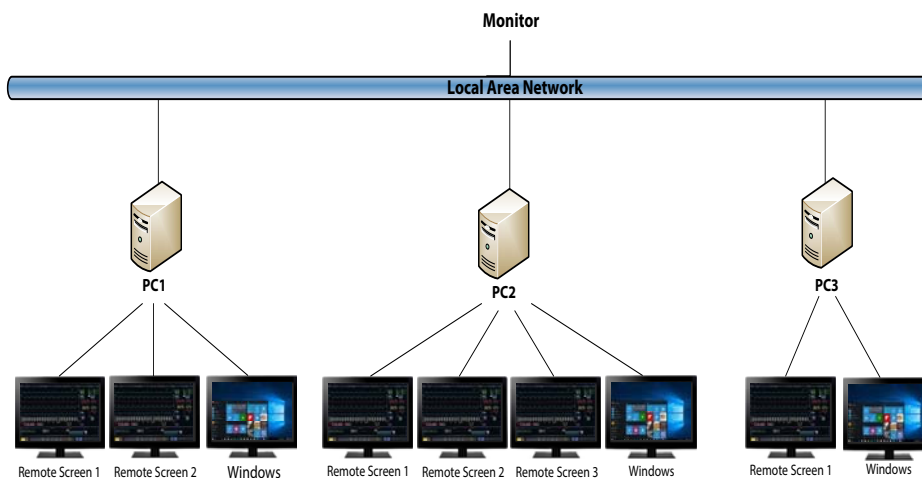 Monitor
Local Area Network
PC1
PC2
PC3
Remote Screen 1
Remote Screen 2
Windows
Remote Screen 1
Remote Screen 2
Remote Screen 3
Windows
Remote Screen 1
Windows